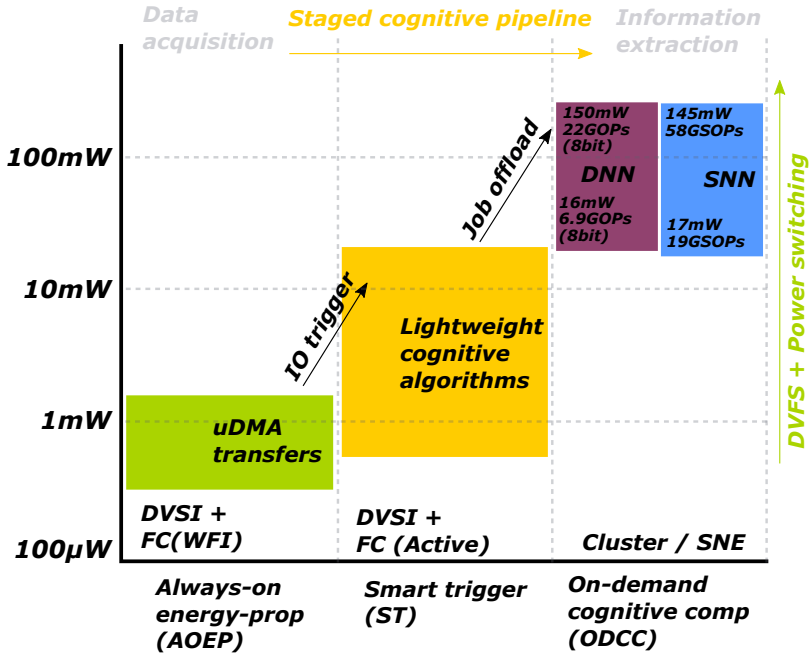 Data
acquisition
Staged cognitive pipeline
Information
extraction
100mW
10mW
1mW
100µW
uDMA
transfers
IO trigger
Lightweight
cognitive
algorithms
Job offload
150mW
22GOPs
(8bit)
DNN
16mW
6.9GOPs
(8bit)
145mW
58GSOPs
SNN
17mW
19GSOPs
DVFS + Power switching
DVSI +
FC(WFI)
DVSI +
FC (Active)
Cluster / SNE
Always-on
energy-prop
(AOEP)
Smart trigger
(ST)
On-demand
cognitive comp
(ODCC)